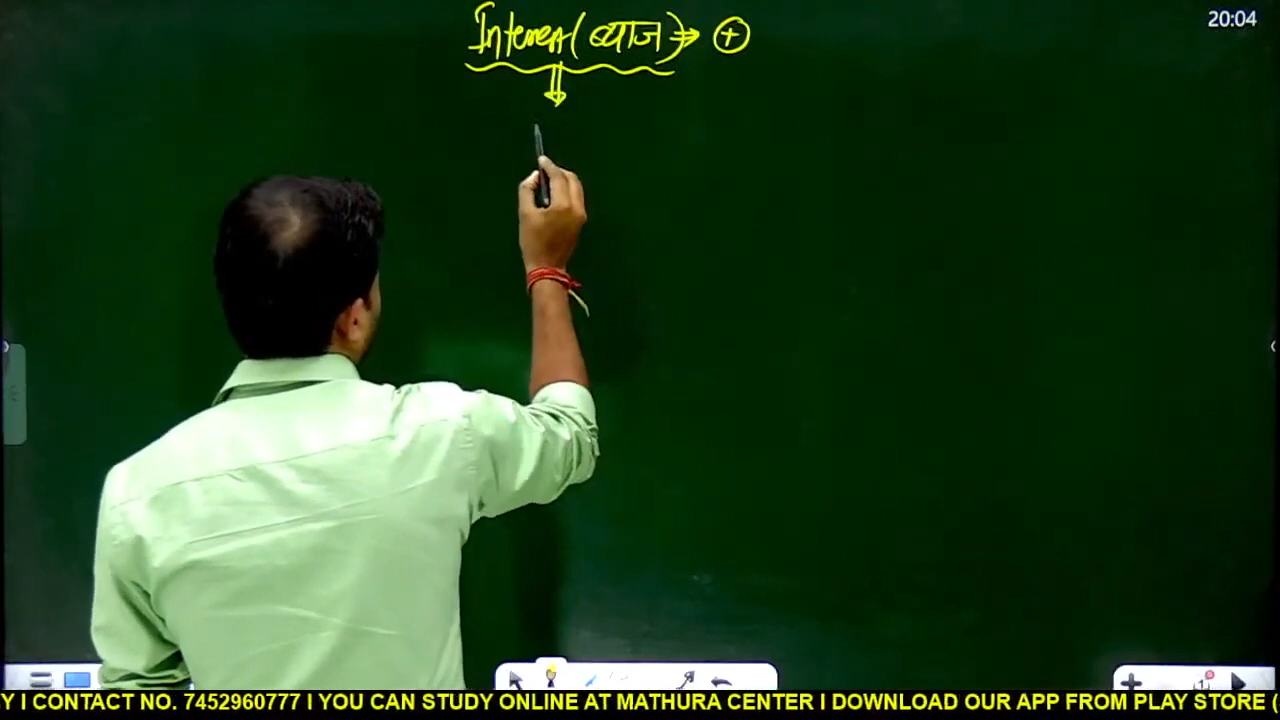 20:04
Interest (ब्याज) ⇒ ⊕
Y I CONTACT NO. 7452960777 I YOU CAN STUDY ONLINE AT MATHURA CENTER I DOWNLOAD OUR APP FROM PLAY STORE (